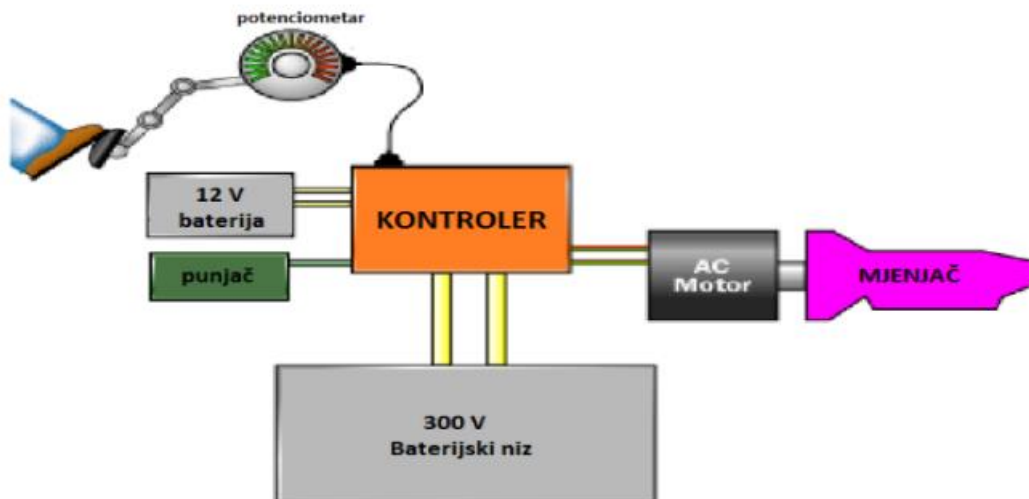 potenciometar
12 V
baterija
KONTROLER
punjač
AC
Motor
MJENJAČ
300 V
Baterijski niz